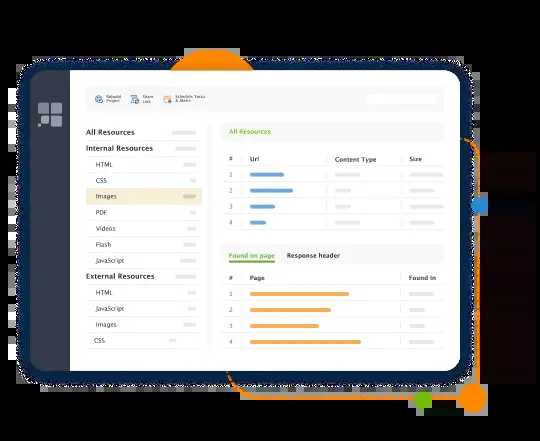 Rebuild
Project
Share
Link
Schedule Tasks
& Alerts
All Resources
Internal Resources
HTML
CSS
Images
PDF
Videos
Flash
JavaScript
External Resources
HTML
JavaScript
Images
CSS
All Resources
# Url Content Type Size
1
2
3
4
Found on page Response header
# Page Found in
1
2
3
4